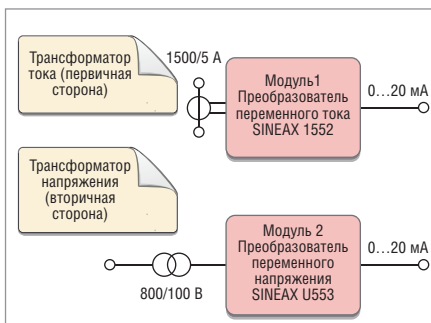 Трансформатор
тока (первичная
сторона)
1500/5 А
Модуль1
Преобразователь
переменного тока
SINEAX 1552
0...20 мА
Трансформатор
напряжения
(вторичная
сторона)
Модуль 2
Преобразователь
переменного
напряжения
SINEAX U553
0...20 мА
800/100 В